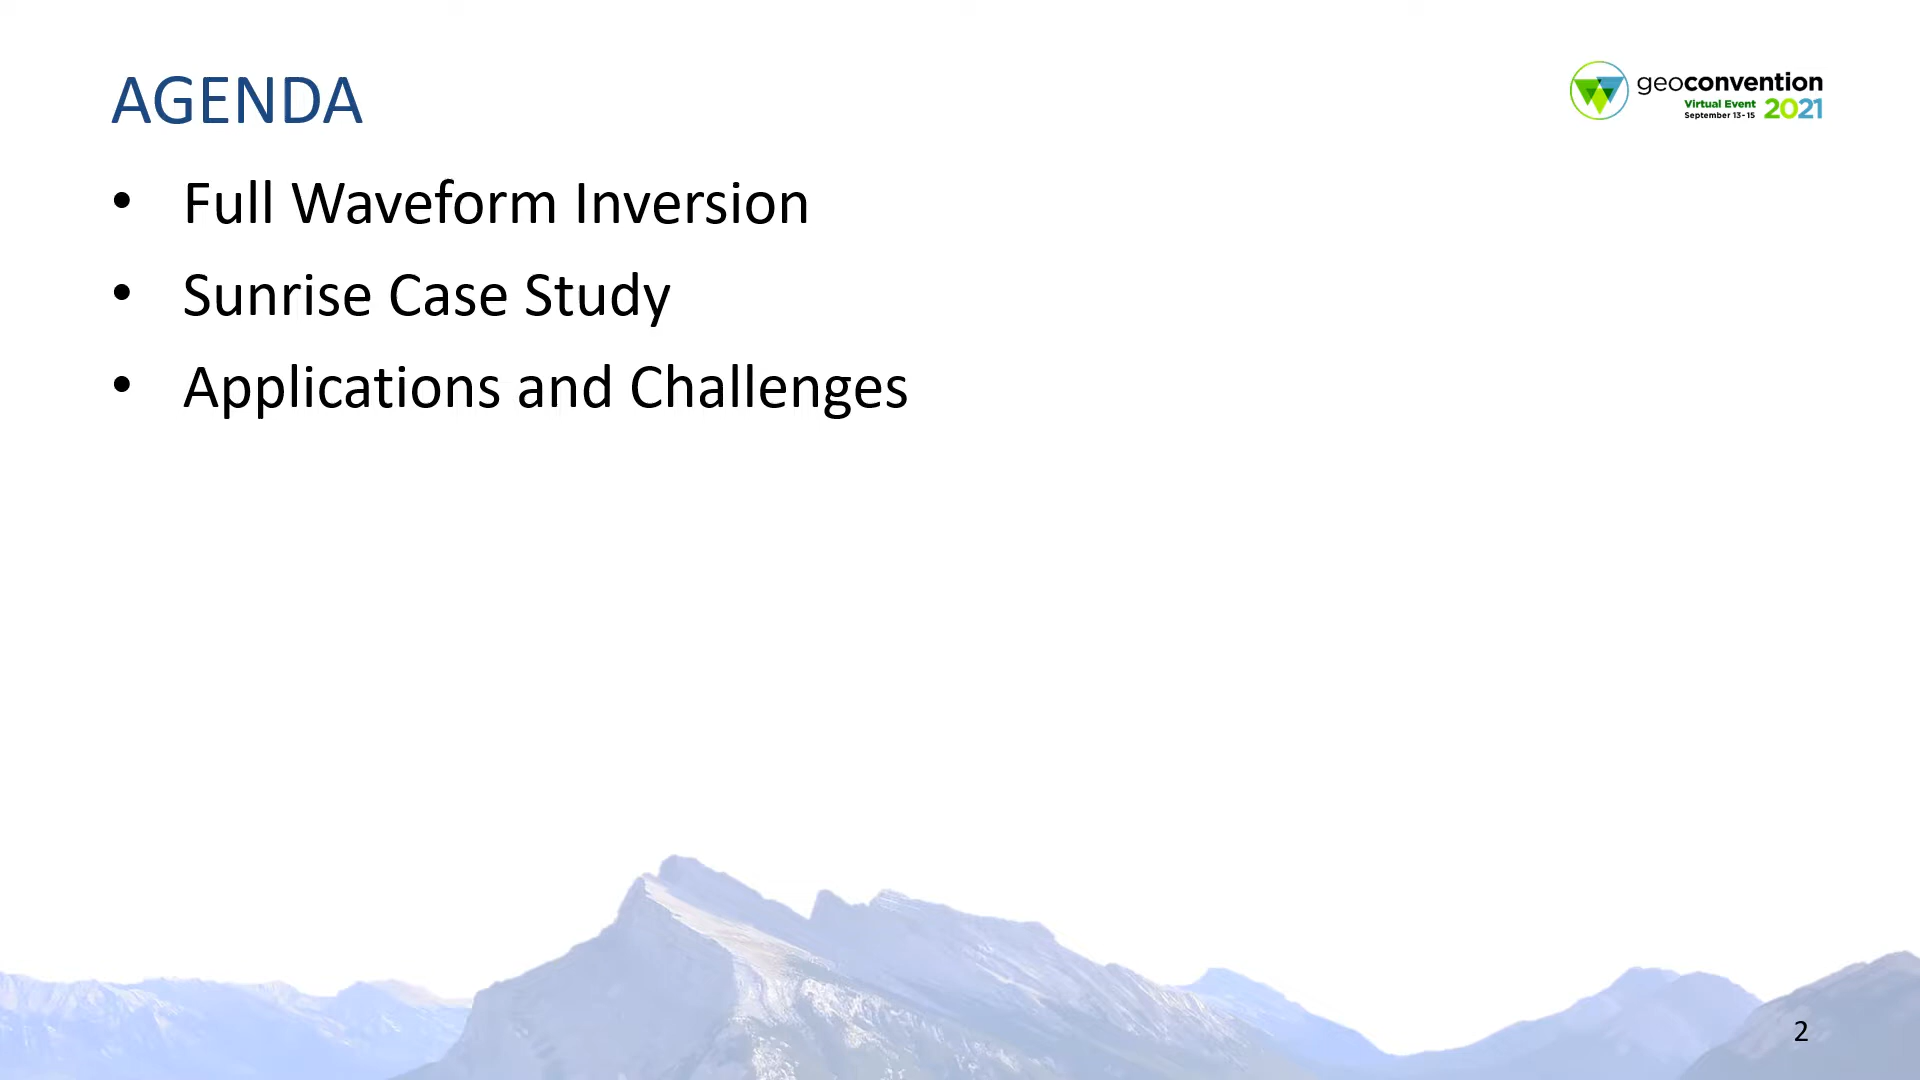 AGENDA
geoconvention
Virtual Event
September 13-15
2021
• Full Waveform Inversion
• Sunrise Case Study
• Applications and Challenges
2